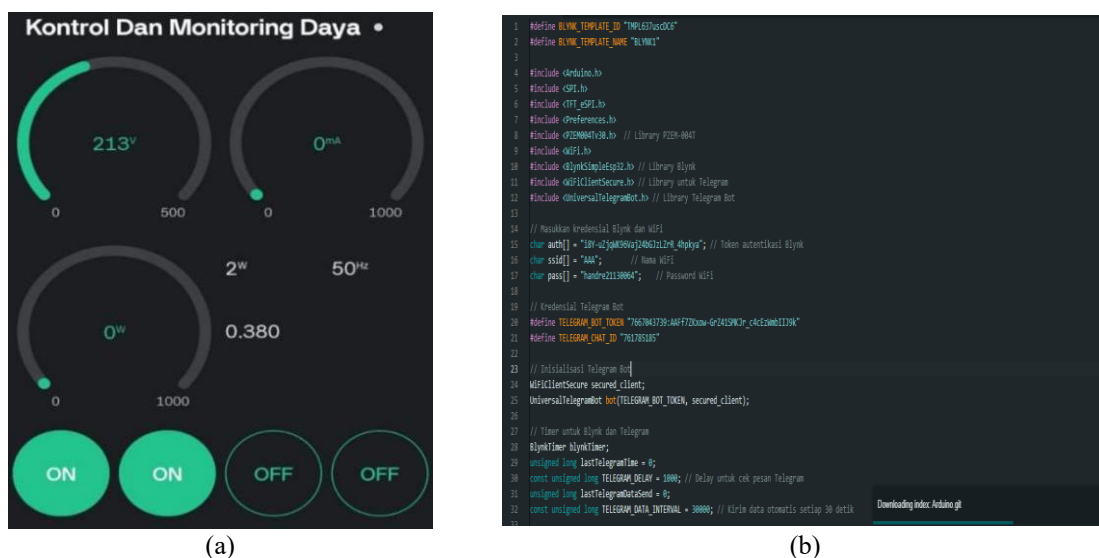 Kontrol Dan Monitoring Daya
213V
0mA
0
500
0
1000
2W
50Hz
0W
0.380
0
1000
ON
ON
OFF
OFF
(a)
1 #define BLYNK_TEMPLATE_ID "TMPL637uscDC6"
2 #define BLYNK_TEMPLATE_NAME "BLYNK1"
3
4 #include <Arduino.h>
5 #include <SPI.h>
6 #include <TFT_eSPI.h>
7 #include <Preferences.h>
8 #include <PZEM004Tv30.h> // Library PZEM-004T
9 #include <WiFi.h>
10 #include <BlynkSimpleEsp32.h> // Library Blynk
11 #include <WiFiClientSecure.h> // Library untuk Telegram
12 #include <UniversalTelegramBot.h> // Library Telegram Bot
13
14 // Masukkan kredensial Blynk dan WiFi
15 char auth[] = // Token autentikasi Blynk
16 char ssid[] = "AAA"; // Nama WiFi
17 char pass[] = "handre21130064"; // Password WiFi
18
19 // Kredensial Telegram Bot
20 #define TELEGRAM_BOT_TOKEN
21 #define TELEGRAM_CHAT_ID "761785185"
22
23 // Inisialisasi Telegram Bot
24 WiFiClientSecure secured_client;
25 UniversalTelegramBot bot(TELEGRAM_BOT_TOKEN, secured_client);
26
27 // Timer untuk Blynk dan Telegram
28 BlynkTimer blynkTimer;
29 unsigned long lastTelegramTime = 0;
30 const unsigned long TELEGRAM_DELAY = 1000; // Delay untuk cek pesan Telegram
31 unsigned long lastTelegramDataSend = 0;
32 const unsigned long TELEGRAM_DATA_INTERVAL = 30000; // Kirim data otomatis setiap 30 detik
33
Downloading index: Arduino.git
(b)